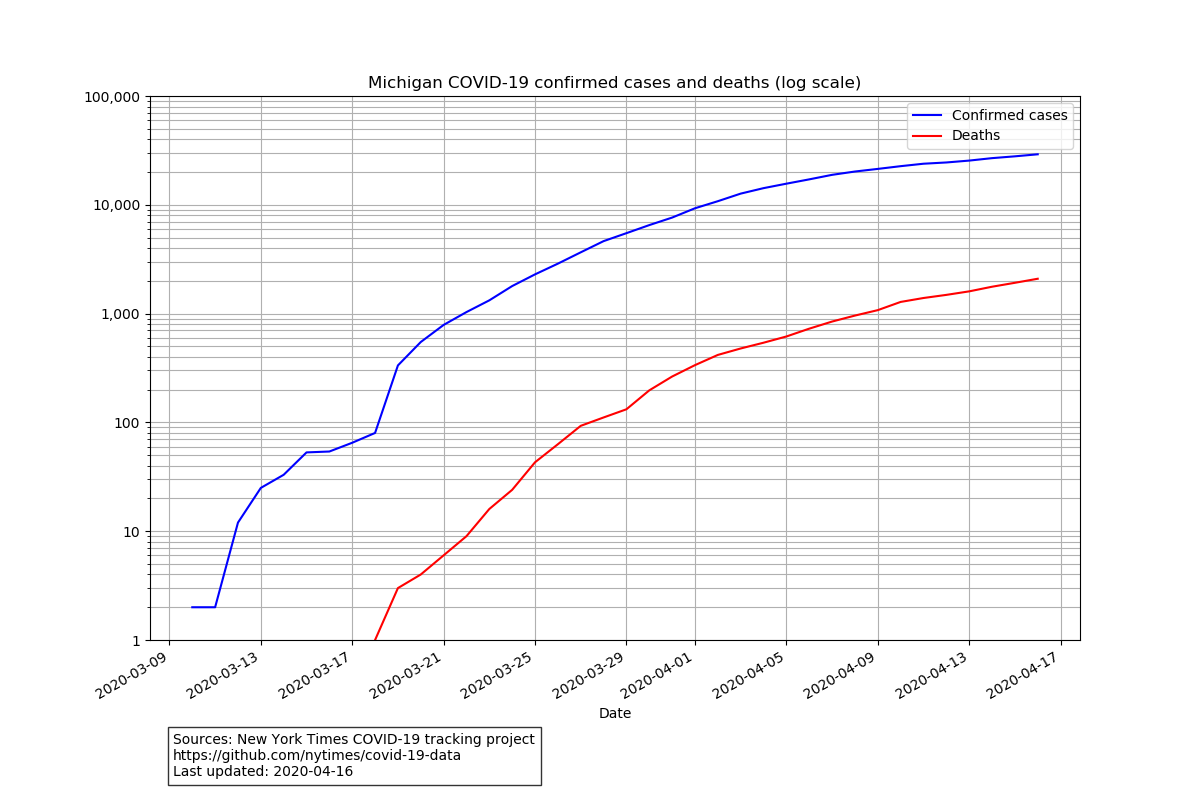 Michigan COVID-19 confirmed cases and deaths (log scale)
100,000
10,000
1,000
100
10
1
Confirmed cases
Deaths
2020-03-09
2020-03-13
2020-03-17
2020-03-21
2020-03-25
2020-03-29
2020-04-01
2020-04-05
2020-04-09
2020-04-13
2020-04-17
Date
Sources: New York Times COVID-19 tracking project
https://github.com/nytimes/covid-19-data
Last updated: 2020-04-16